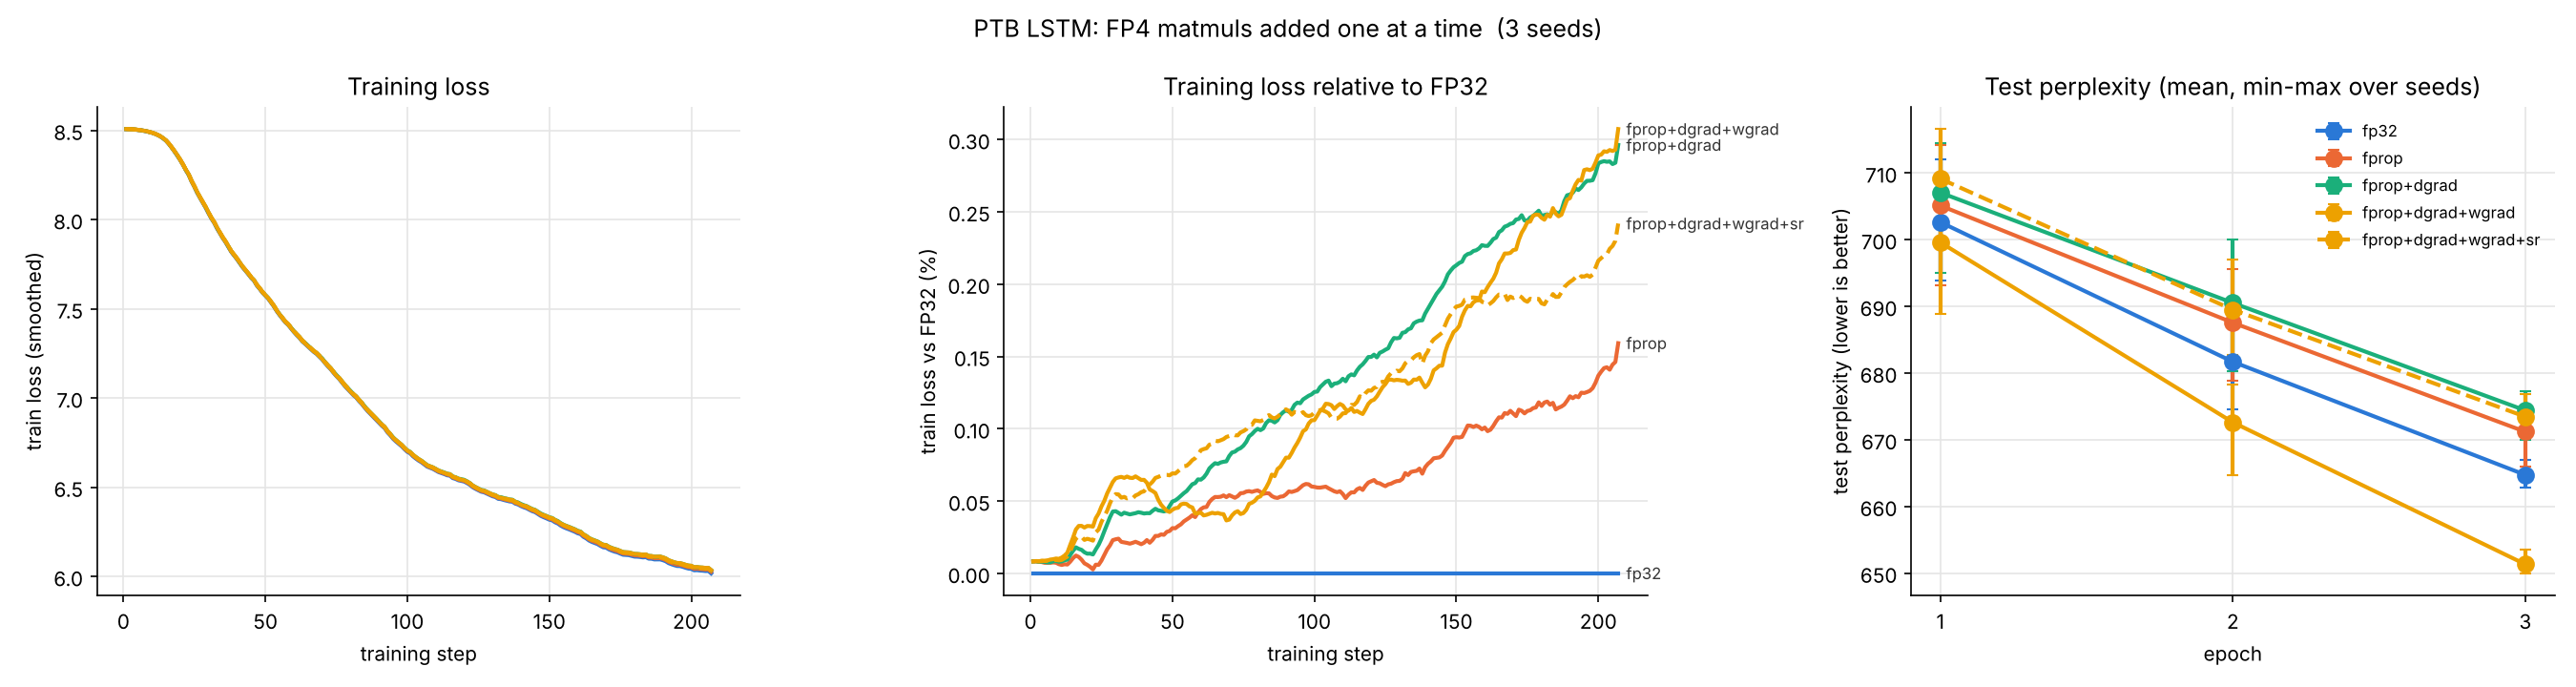 PTB LSTM: FP4 matmuls added one at a time  (3 seeds)
Training loss
train loss (smoothed)
8.5
8.0
7.5
7.0
6.5
6.0
0 50 100 150 200
training step
Training loss relative to FP32
train loss vs FP32 (%)
0.30
0.25
0.20
0.15
0.10
0.05
0.00
fprop+dgrad+wgrad
fprop+dgrad
fprop+dgrad+wgrad+sr
fprop
fp32
0 50 100 150 200
training step
Test perplexity (mean, min-max over seeds)
test perplexity (lower is better)
710
700
690
680
670
660
650
fp32
fprop
fprop+dgrad
fprop+dgrad+wgrad
fprop+dgrad+wgrad+sr
1 2 3
epoch